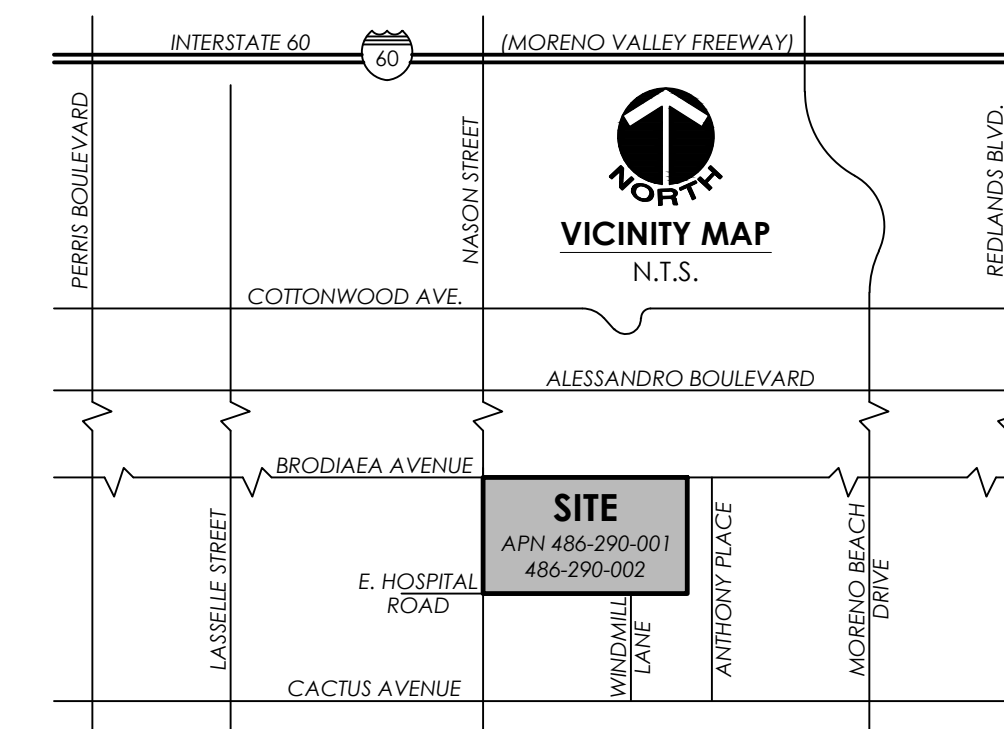 INTERSTATE 60
60
(MORENO VALLEY FREEWAY)
PERRIS BOULEVARD
NASON STREET
NORTH
VICINITY MAP
N.T.S.
REDLANDS BLVD.
COTTONWOOD AVE.
ALESSANDRO BOULEVARD
BRODIAEA AVENUE
SITE
APN 486-290-001
486-290-002
LASSELLE STREET
E. HOSPITAL
ROAD
WINDMILL
LANE
ANTHONY PLACE
MORENO BEACH
DRIVE
CACTUS AVENUE